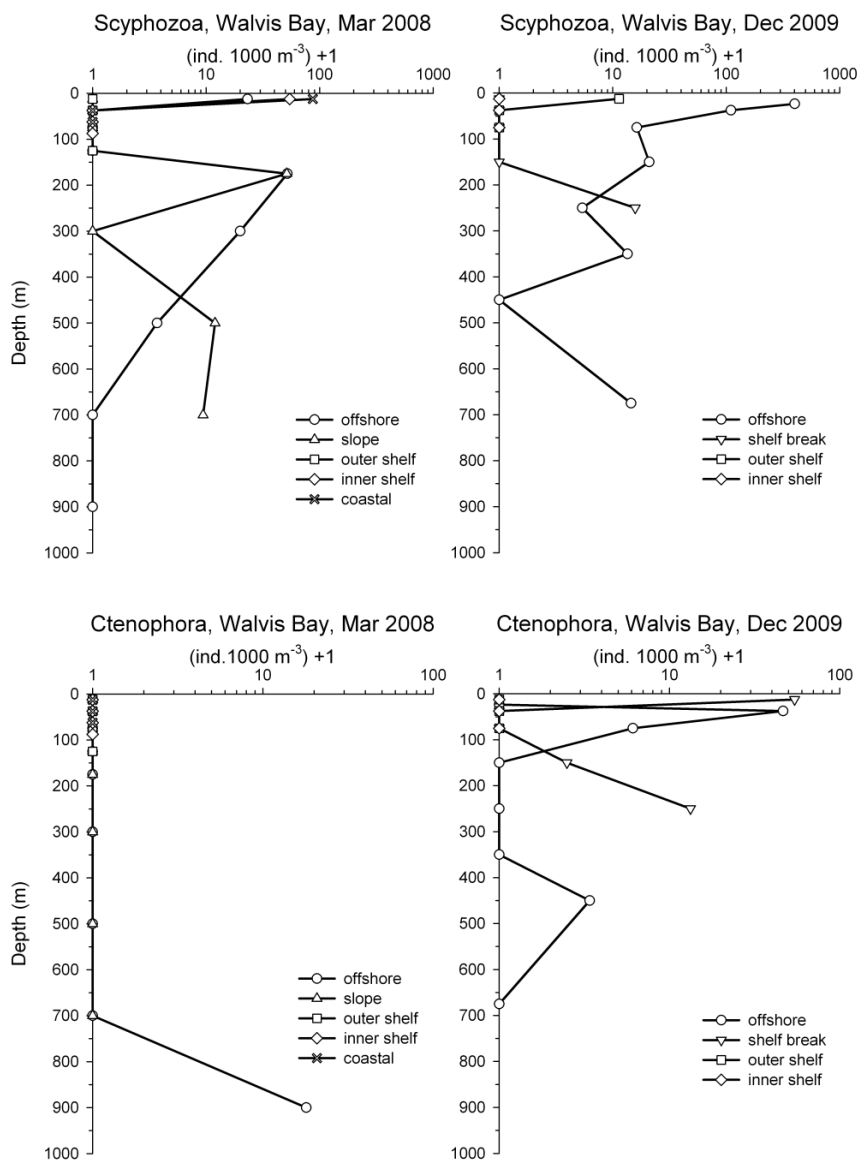 Scyphozoa, Walvis Bay, Mar 2008
(ind. 1000 m⁻³) +1
1 10 100 1000
0
100
200
300
400
500
600
700
800
900
1000
Depth (m)
offshore
slope
outer shelf
inner shelf
coastal
Scyphozoa, Walvis Bay, Dec 2009
(ind. 1000 m⁻³) +1
1 10 100 1000
0
100
200
300
400
500
600
700
800
900
1000
offshore
shelf break
outer shelf
inner shelf
Ctenophora, Walvis Bay, Mar 2008
(ind.1000 m⁻³) +1
1 10 100
0
100
200
300
400
500
600
700
800
900
1000
Depth (m)
offshore
slope
outer shelf
inner shelf
coastal
Ctenophora, Walvis Bay, Dec 2009
(ind. 1000 m⁻³) +1
1 10 100
0
100
200
300
400
500
600
700
800
900
1000
offshore
shelf break
outer shelf
inner shelf